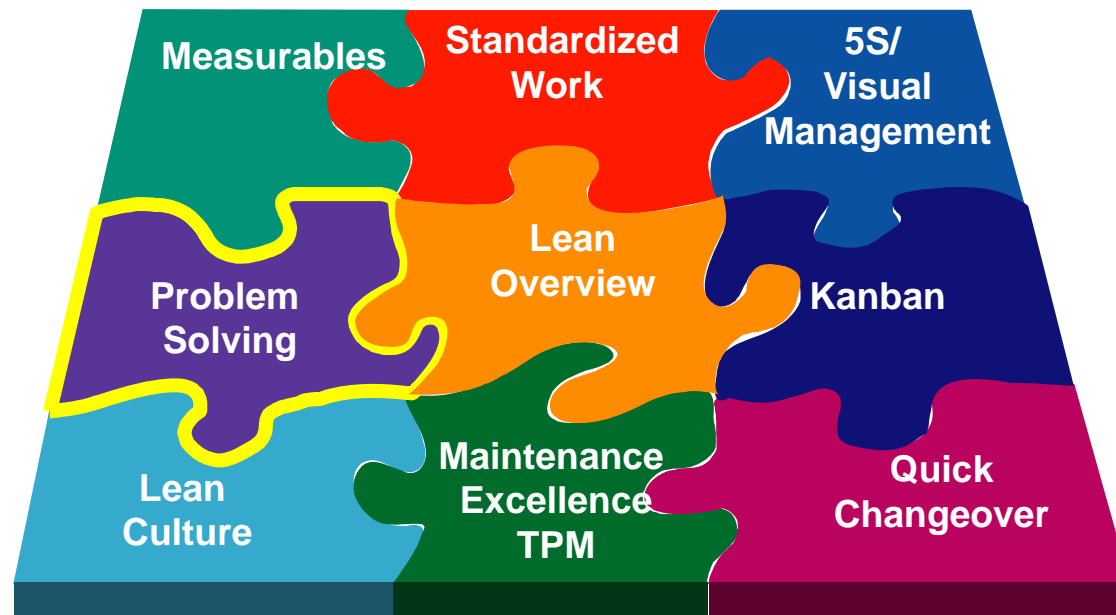 Measurables
Standardized
Work
5S/
Visual
Management
Problem
Solving
Lean
Overview
Kanban
Lean
Culture
Maintenance
Excellence
TPM
Quick
Changeover